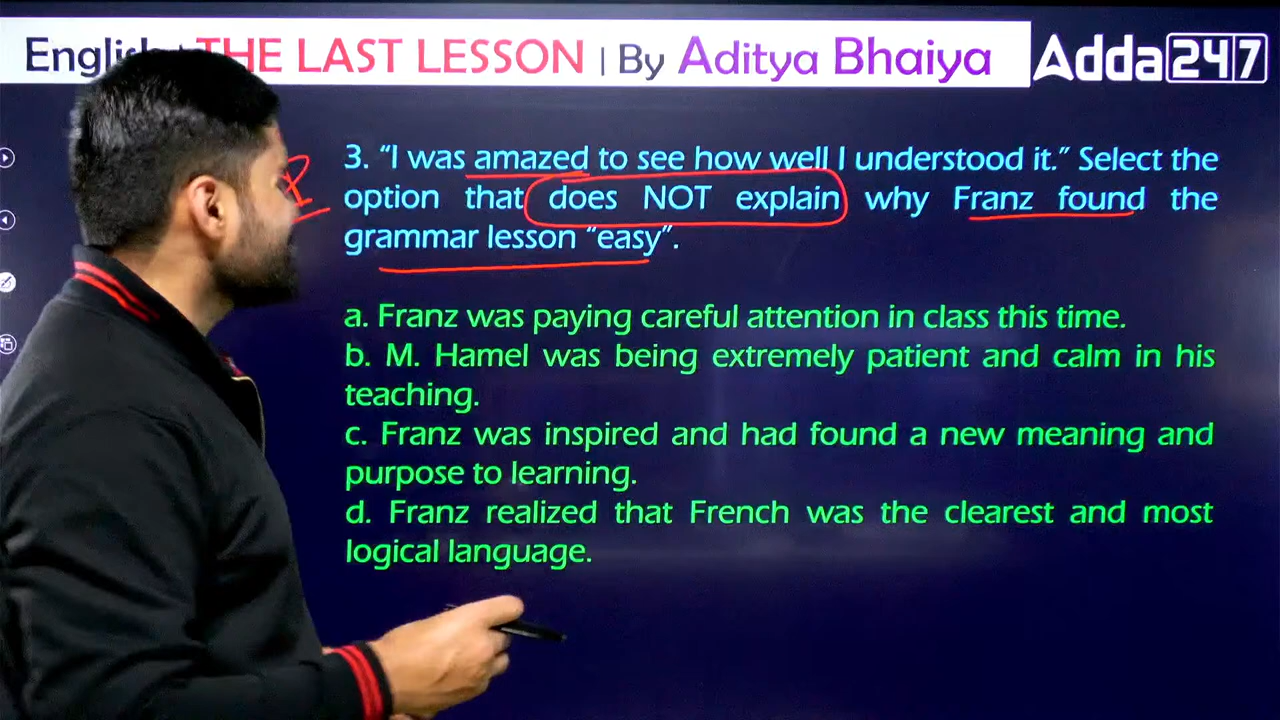 THE LAST LESSON | By Aditya Bhaiya
Adda247
3. “I was amazed to see how well I understood it.” Select the
option that does NOT explain why Franz found the
grammar lesson “easy”.
a. Franz was paying careful attention in class this time.
b. M. Hamel was being extremely patient and calm in his
teaching.
c. Franz was inspired and had found a new meaning and
purpose to learning.
d. Franz realized that French was the clearest and most
logical language.